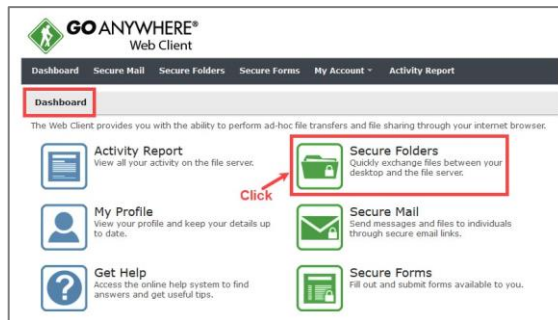 GO ANYWHERE®
Web Client
Dashboard Secure Mail Secure Folders Secure Forms My Account Activity Report
Dashboard
The Web Client provides you with the ability to perform ad-hoc file transfers and file sharing through your internet browser.
Activity Report
View all your activity on the file server.
Secure Folders
Quickly exchange files between your
desktop and the file server.
Click
My Profile
View your profile and keep your details up
to date.
Secure Mail
Send messages and files to individuals
through secure email links.
Get Help
Access the online help system to find
answers and get useful tips.
Secure Forms
Fill out and submit forms available to you.